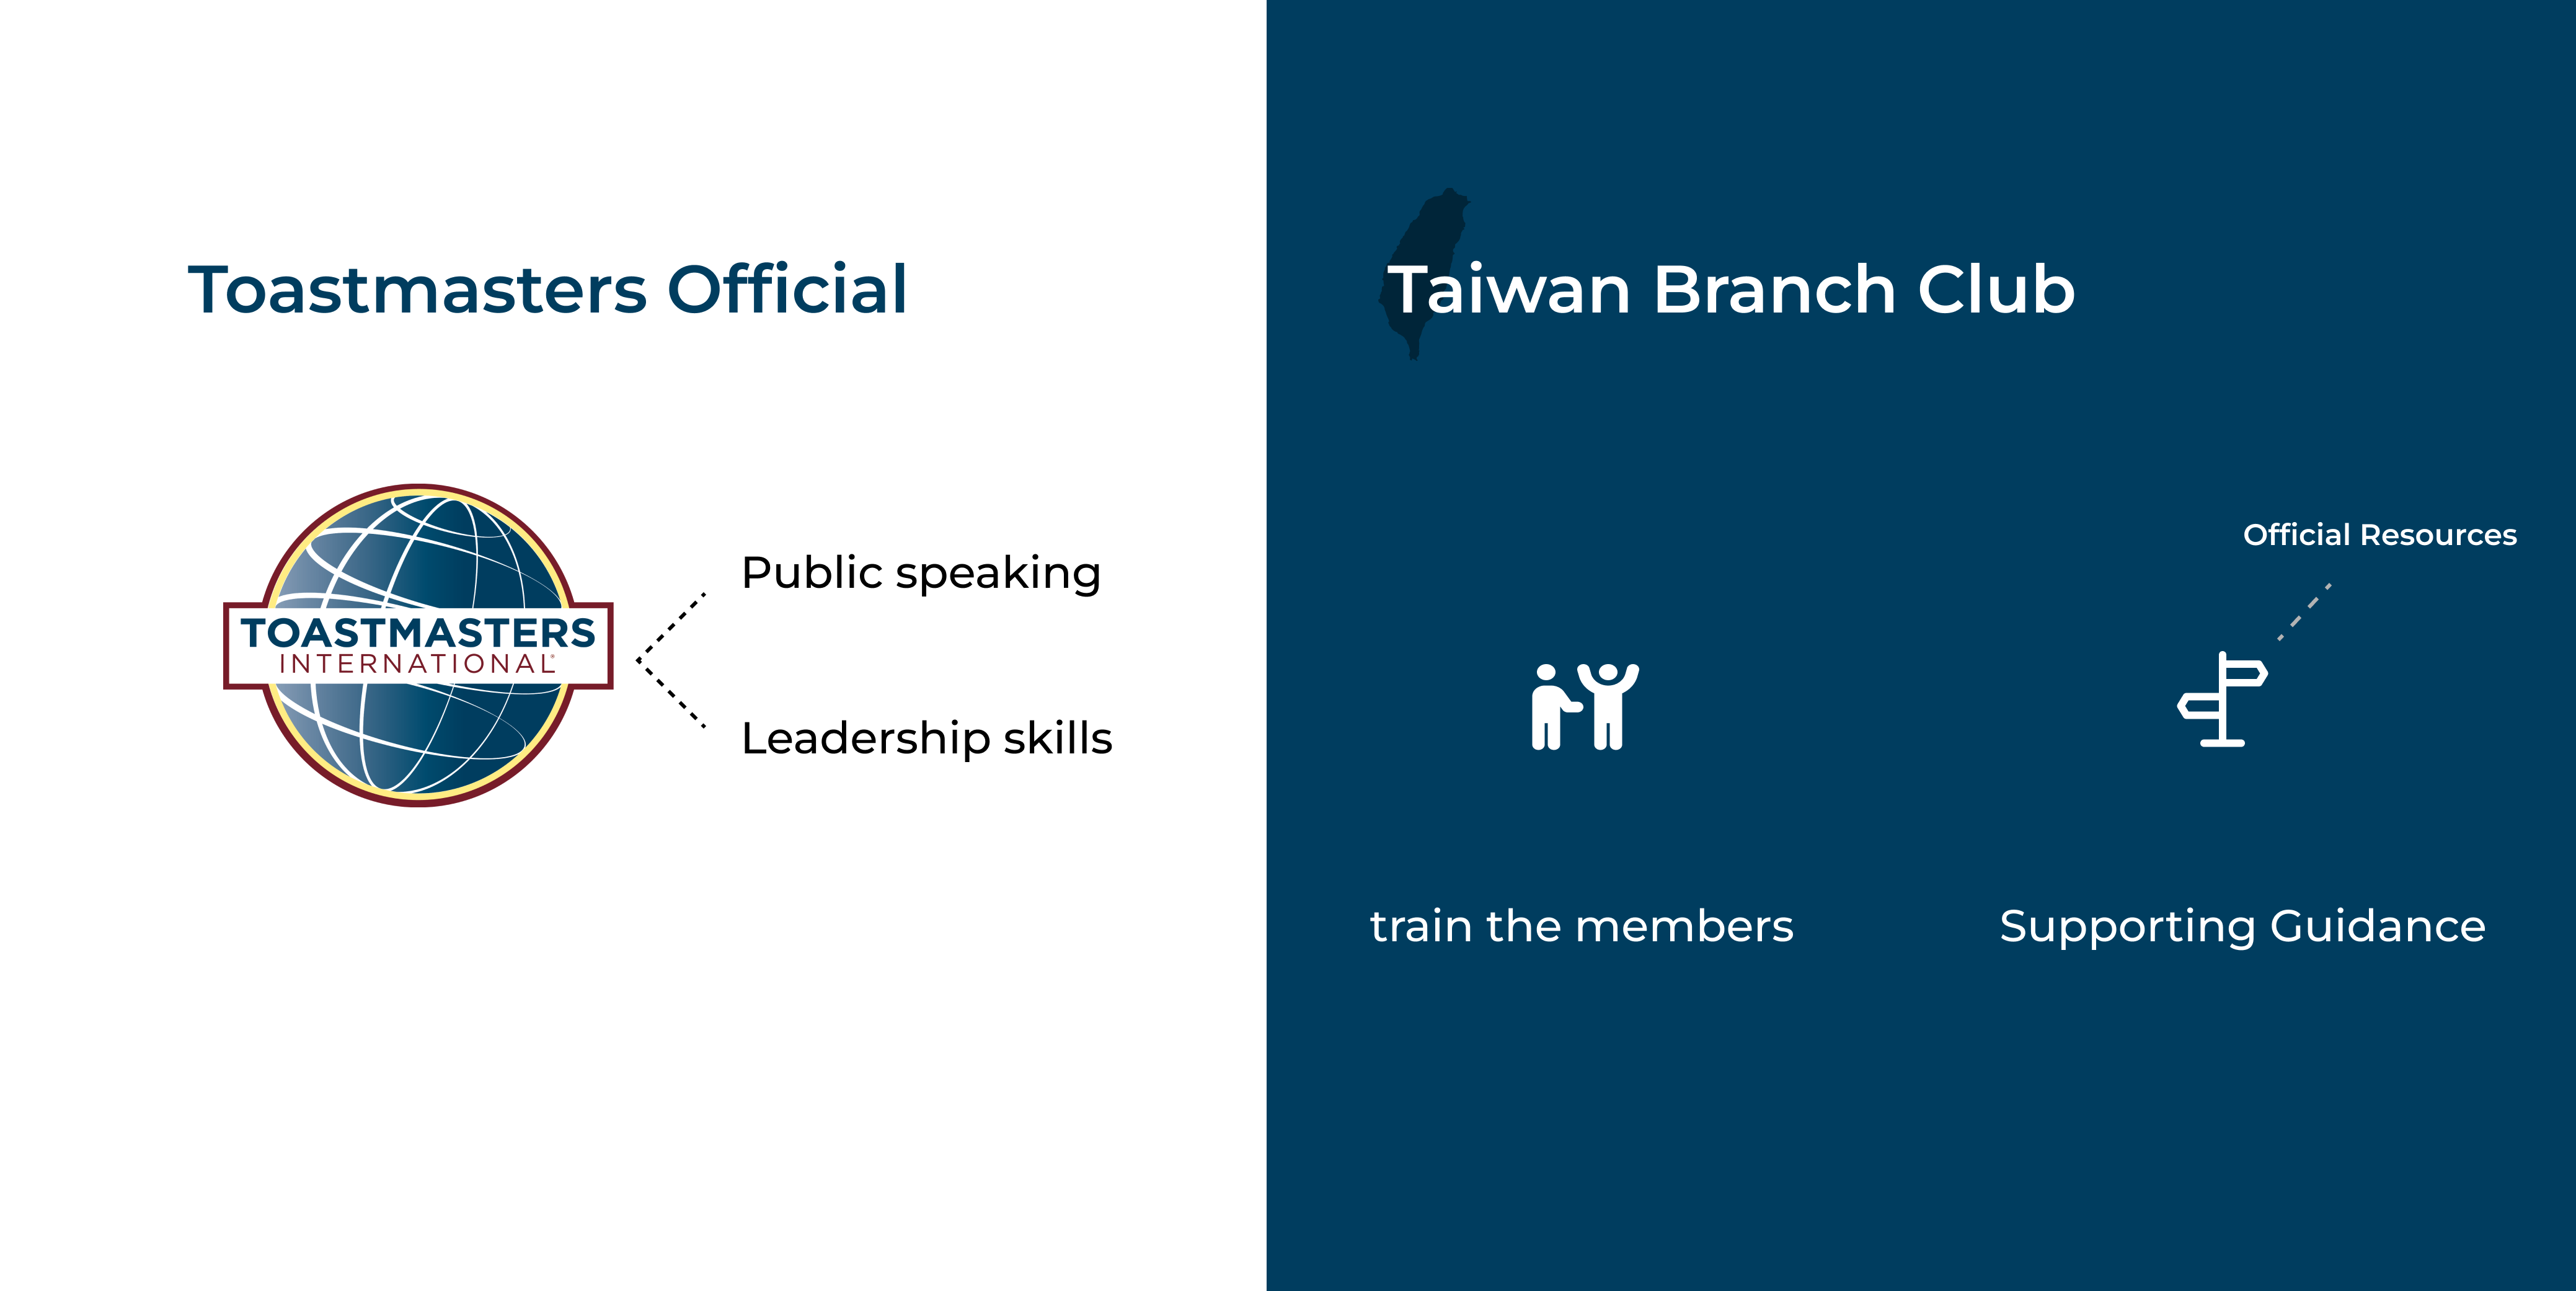 Toastmasters Official
TOASTMASTERS
INTERNATIONAL®
Public speaking
Leadership skills
Taiwan Branch Club
Official Resources
train the members
Supporting Guidance